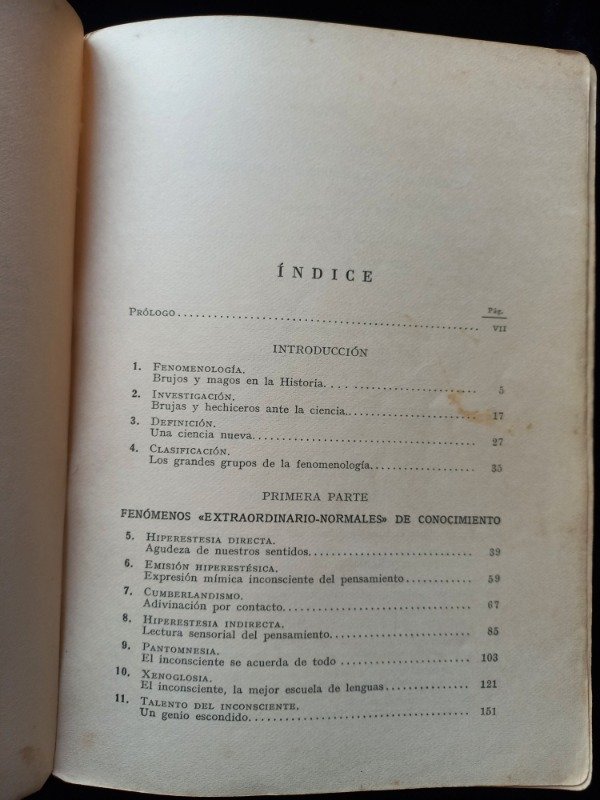 ÍNDICE
Pág.
PRÓLOGO ........................................ VII
INTRODUCCIÓN
1. FENOMENOLOGÍA.
Brujos y magos en la Historia. ........................ 5
2. INVESTIGACIÓN.
Brujas y hechiceros ante la ciencia. ........................ 17
3. DEFINICIÓN.
Una ciencia nueva. ........................ 27
4. CLASIFICACIÓN.
Los grandes grupos de la fenomenología. ........................ 35
PRIMERA PARTE
FENÓMENOS «EXTRAORDINARIO-NORMALES» DE CONOCIMIENTO
5. HIPERESTESIA DIRECTA.
Agudeza de nuestros sentidos. ........................ 39
6. EMISIÓN HIPERESTÉSICA.
Expresión mímica inconsciente del pensamiento ............ 59
7. CUMBERLANDISMO.
Adivinación por contacto. ........................ 67
8. HIPERESTESIA INDIRECTA.
Lectura sensorial del pensamiento. ........................ 85
9. PANTOMNESIA.
El inconsciente se acuerda de todo ........................ 103
10. XENOGLOSIA.
El inconsciente, la mejor escuela de lenguas ............ 121
11. TALENTO DEL INCONSCIENTE.
Un genio escondido. ........................ 151